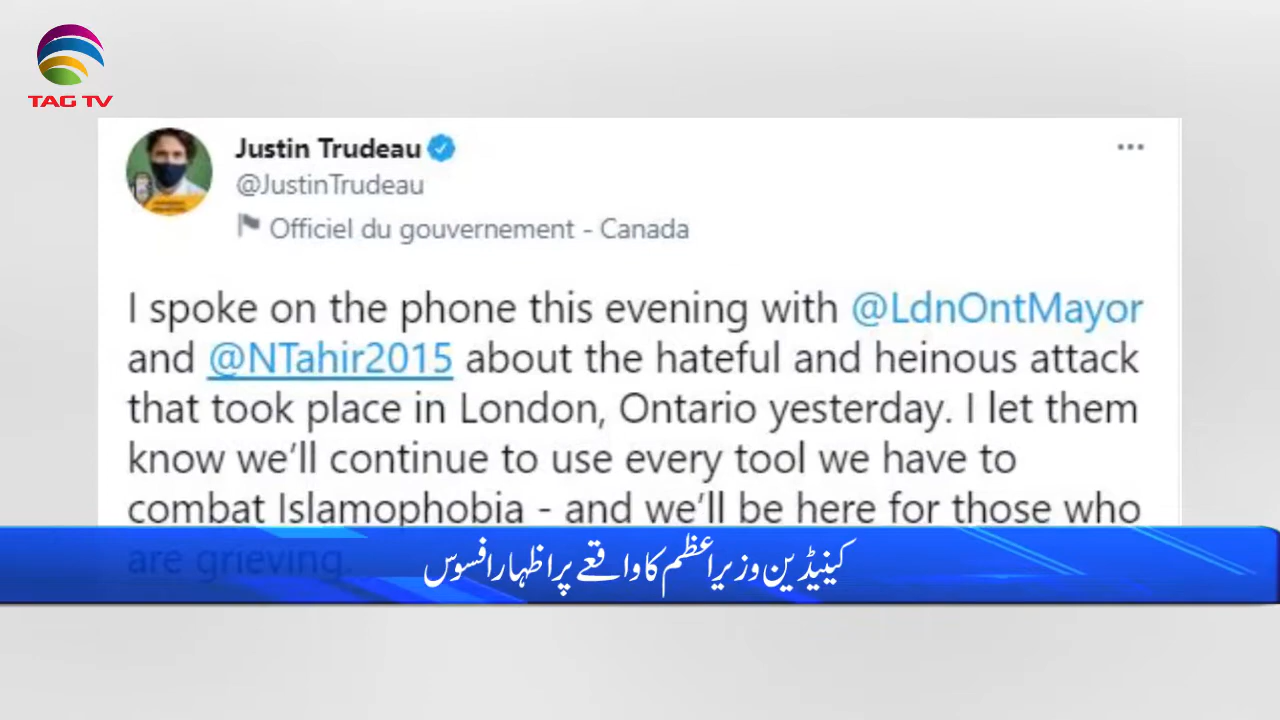 TAG TV
Justin Trudeau
@JustinTrudeau
Officiel du gouvernement - Canada
I spoke on the phone this evening with @LdnOntMayor
and @NTahir2015 about the hateful and heinous attack
that took place in London, Ontario yesterday. I let them
know we’ll continue to use every tool we have to
combat Islamophobia - and we’ll be here for those who
are grieving.
کینیڈین وزیراعظم کا واقعے پر اظہار افسوس